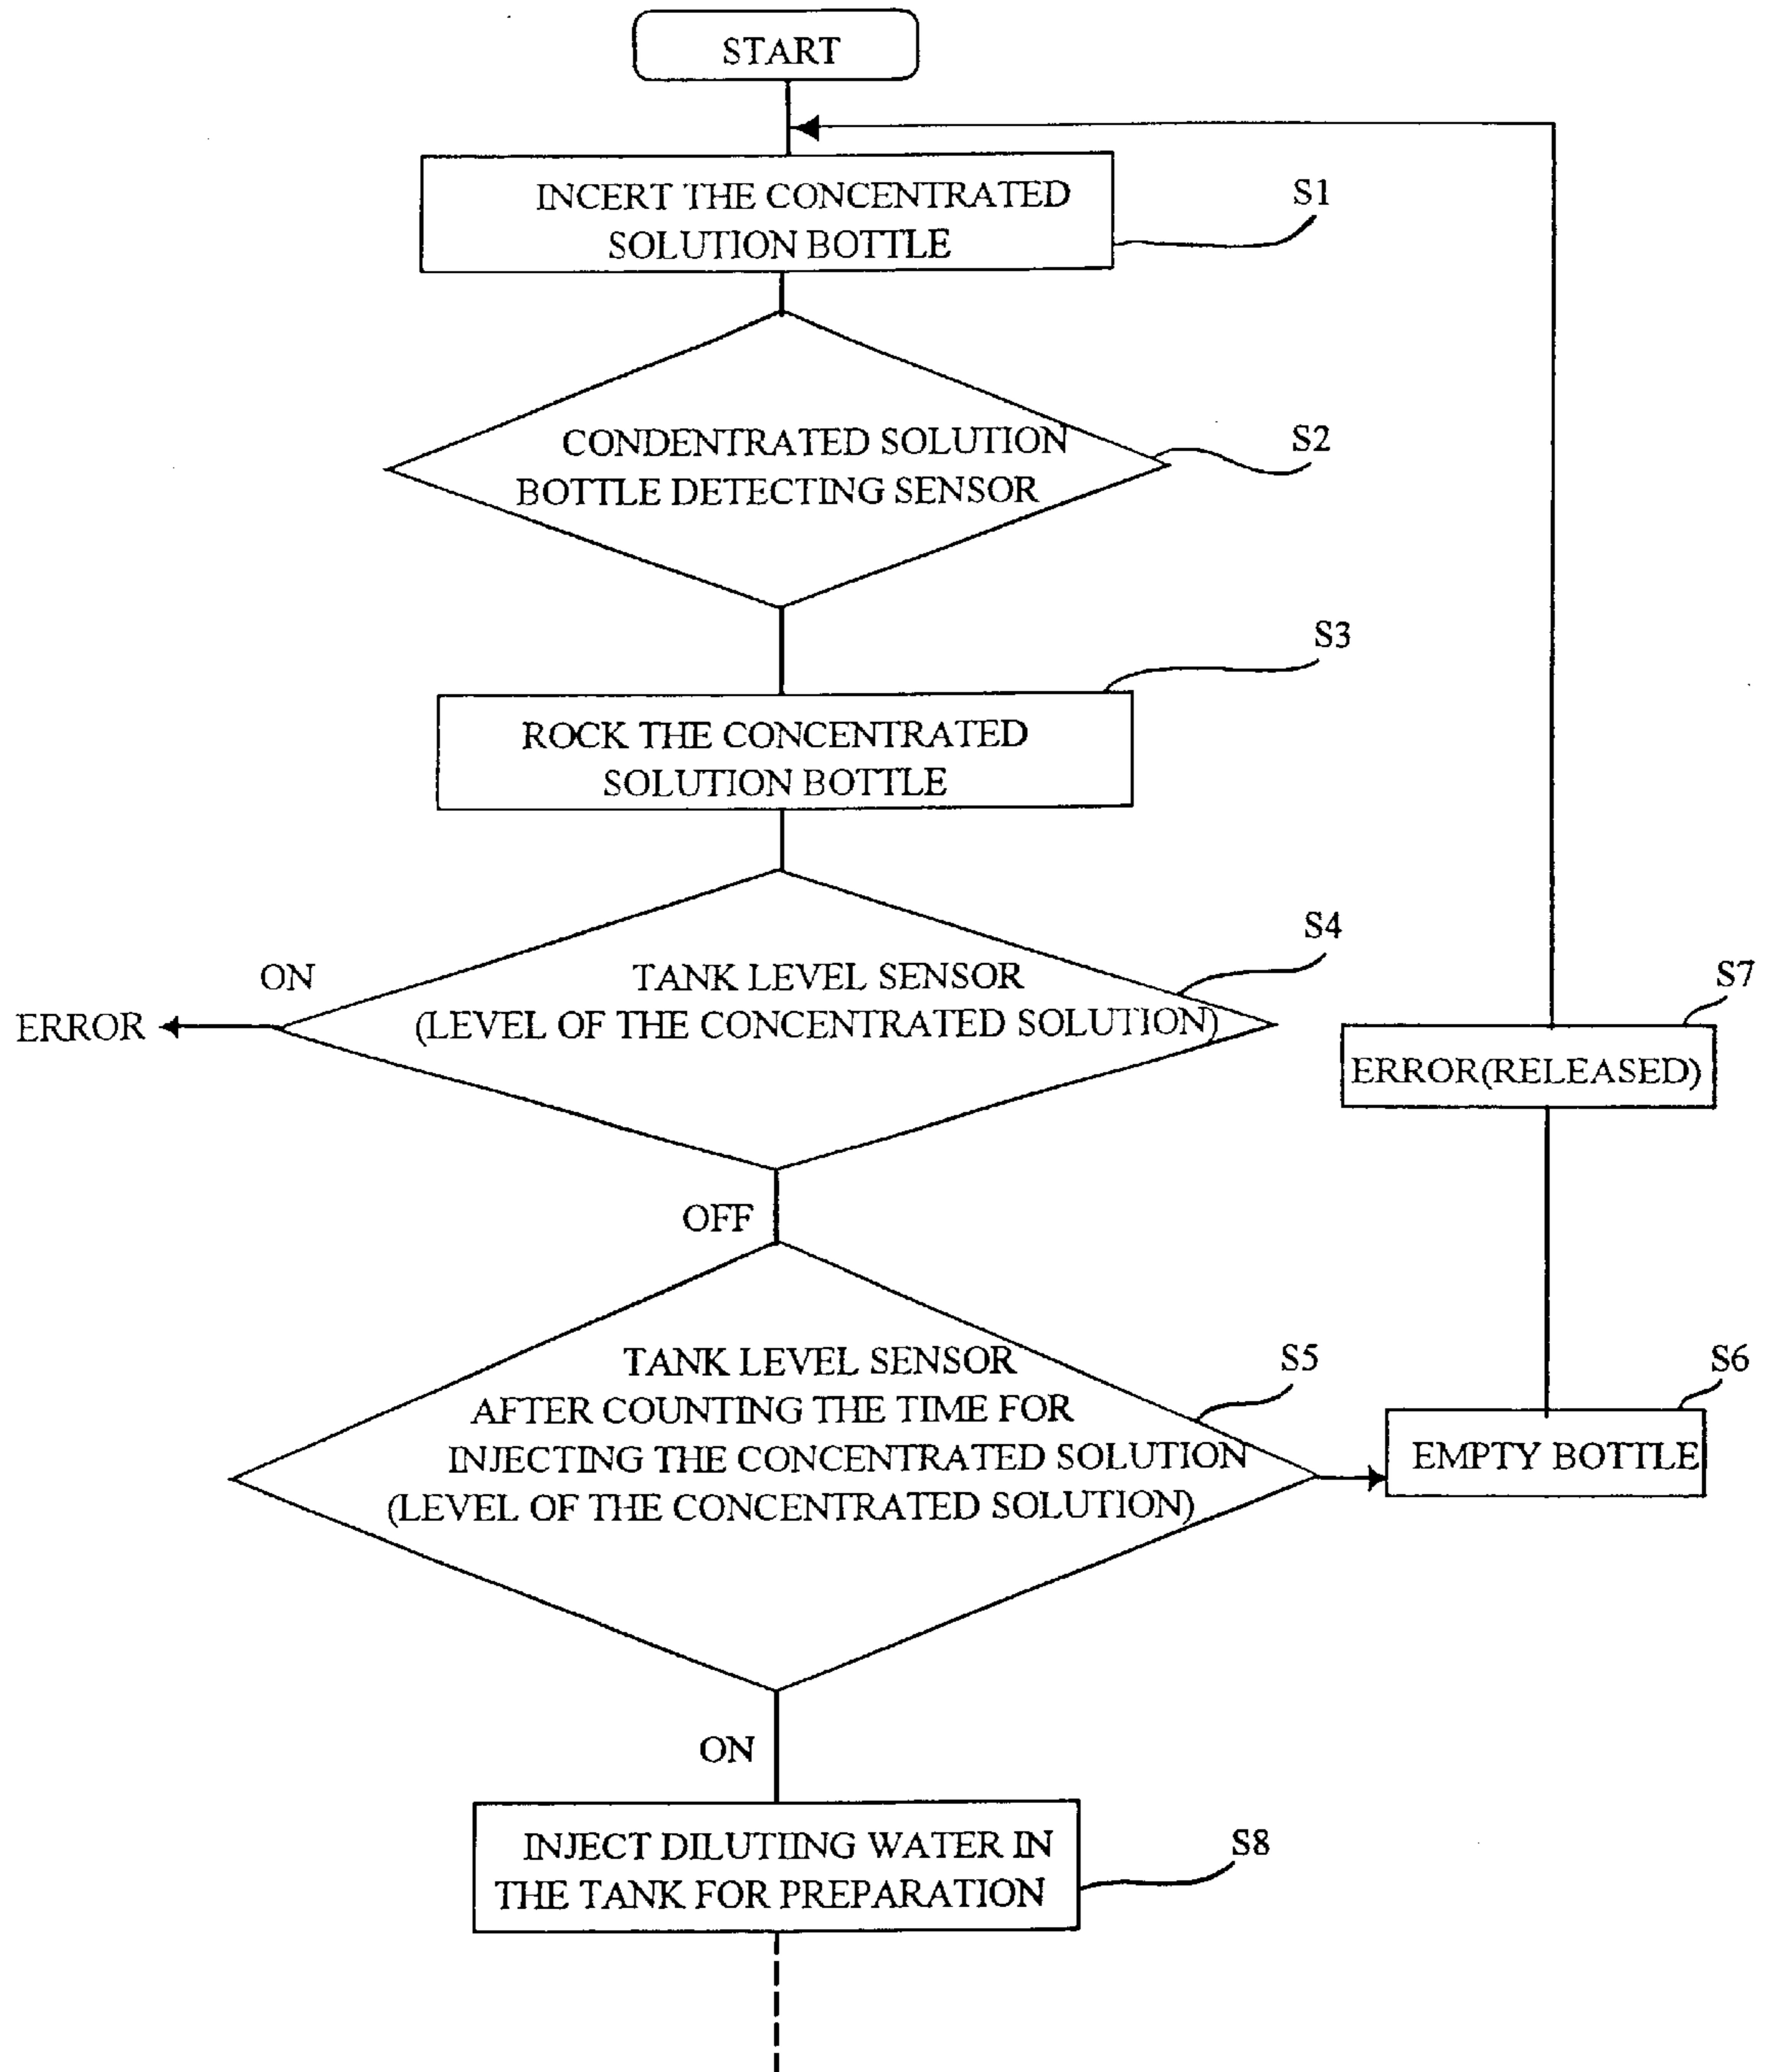 START
INCERT THE CONCENTRATED
SOLUTION BOTTLE
S1
CONDENTRATED SOLUTION
BOTTLE DETECTING SENSOR
S2
S3
ROCK THE CONCENTRATED
SOLUTION BOTTLE
S4
ON
TANK LEVEL SENSOR
(LEVEL OF THE CONCENTRATED SOLUTION)
ERROR
S7
ERROR(RELEASED)
OFF
TANK LEVEL SENSOR
AFTER COUNTING THE TIME FOR
INJECTING THE CONCENTRATED SOLUTION
(LEVEL OF THE CONCENTRATED SOLUTION)
S5
S6
EMPTY BOTTLE
ON
INJECT DILUTIING WATER IN
THE TANK FOR PREPARATION
S8